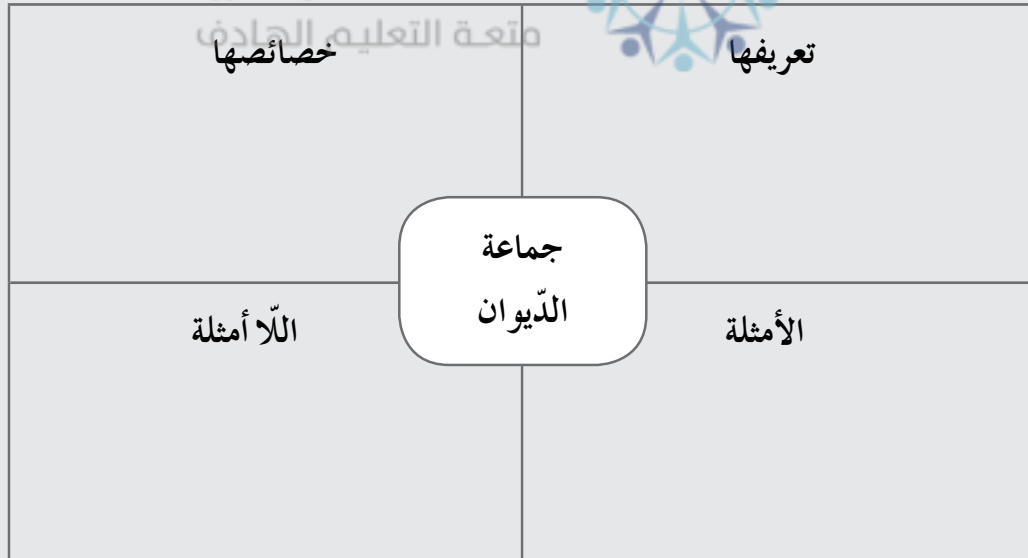 متعة التعليم الهادف
تعريفها
خصائصها
جماعة
الدّيوان
الأمثلة
اللّا أمثلة